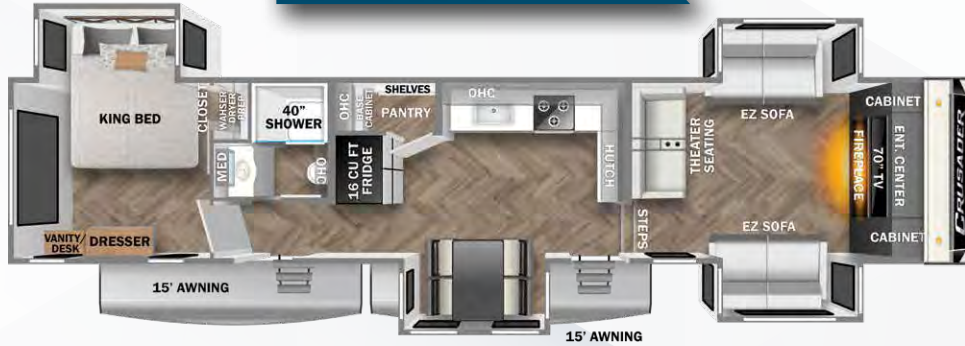 KING BED
VANITY/
DESK
DRESSER
CLOSET
WAHSER/
DRYER
PREP
MED
40"
SHOWER
OHC
OHC
BASE
CABINET
SHELVES
PANTRY
16 CU FT
FRIDGE
OHC
HUTCH
STEPS
THEATER
SEATING
EZ SOFA
EZ SOFA
FIREPLACE
70" TV
ENT. CENTER
CABINET
CABINET
CRUSADER
15' AWNING
15' AWNING